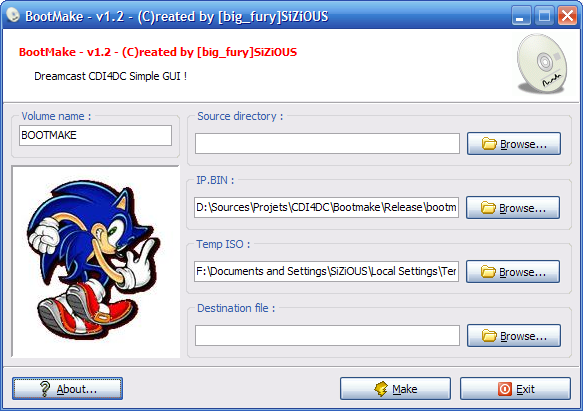 BootMake - v1.2 - (C)reated by [big_fury]SiZiOUS
BootMake - v1.2 - (C)reated by [big_fury]SiZiOUS
Dreamcast CDI4DC Simple GUI !
Volume name :
BOOTMAKE
Source directory :
Browse...
IP.BIN :
D:\Sources\Projets\CDI4DC\Bootmake\Release\bootm
Browse...
Temp ISO :
F:\Documents and Settings\SiZiOUS\Local Settings\Ter
Browse...
Destination file :
Browse...
? About...
Make
Exit